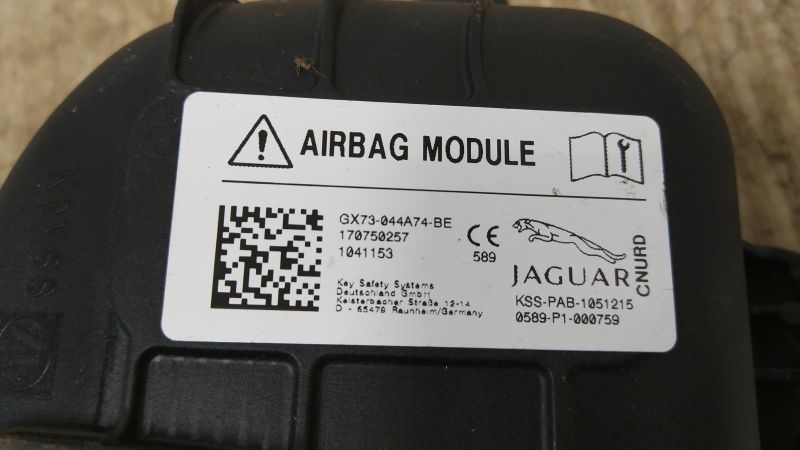 AIRBAG MODULE
GX73-044A74-BE
170750257
1041153
CE
589
Key Safety Systems
Deutschland GmbH
Kelsterbacher Straße 12-14
D - 65479 Raunheim/Germany
JAGUAR
CNURD
KSS-PAB-1051215
0589-P1-000759